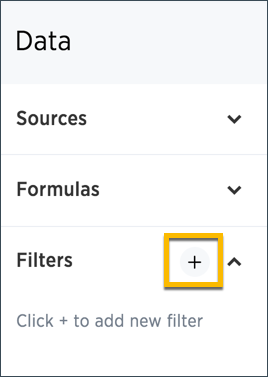 Data
Sources
Formulas
Filters +
Click + to add new filter